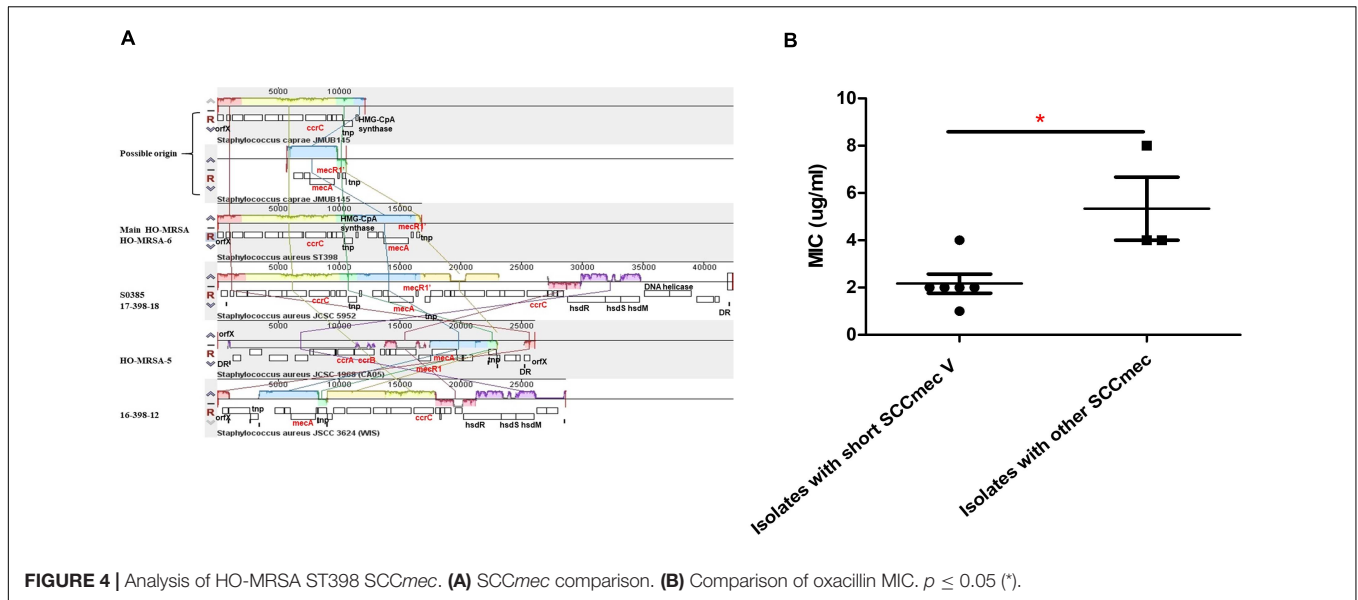 A
B
5000 10000
orfX ccrC tnp HMG-CpA synthase
Staphylococcus caprae JMUB145
Possible origin
mecR1' mecA tnp
Staphylococcus caprae JMUB145
5000 10000 15000
Main HO-MRSA
HO-MRSA-6
HMG-CpA synthase
orfX ccrC tnp mecA mecR1' tnp
Staphylococcus aureus ST398
5000 10000 15000 20000 25000 30000 35000 40000
S0385
17-398-18
ccrC tnp mecR1' mecA tnp ccrC hsdR hsdS hsdM DNA helicase DR
Staphylococcus aureus JCSC 5952
5000 10000 15000 20000 25000
HO-MRSA-5
orfX
DR ccrA ccrB mecR1 mecA tnp DR orfX
Staphylococcus aureus JCSC 4968 (CA05)
5000 10000 15000 20000 25000
16-398-12
orfX tnp mecA tnp ccrC hsdR hsdS hsdM
Staphylococcus aureus JSCC 3624 (WIS)
MIC (ug/ml)
10
8
6
4
2
0
*
Isolates with short SCCmec V
Isolates with other SCCmec
FIGURE 4 | Analysis of HO-MRSA ST398 SCCmec. (A) SCCmec comparison. (B) Comparison of oxacillin MIC. p ≤ 0.05 (*).